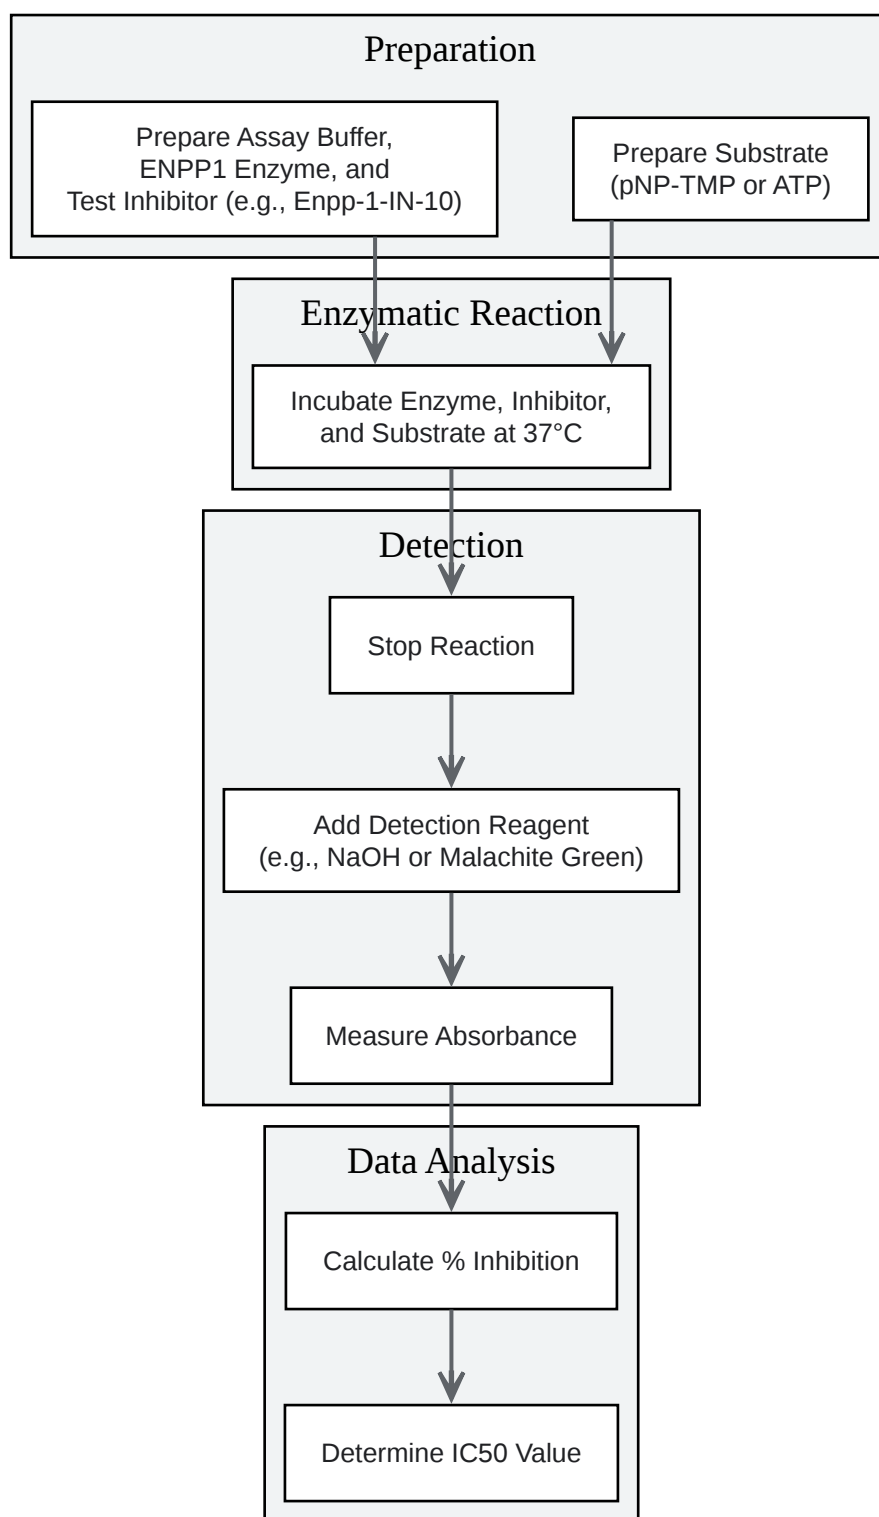 Preparation
Prepare Assay Buffer,
ENPP1 Enzyme, and
Test Inhibitor (e.g., Enpp-1-IN-10)
Prepare Substrate
(pNP-TMP or ATP)
Enzymatic Reaction
Incubate Enzyme, Inhibitor,
and Substrate at 37°C
Detection
Stop Reaction
Add Detection Reagent
(e.g., NaOH or Malachite Green)
Measure Absorbance
Data Analysis
Calculate % Inhibition
Determine IC50 Value